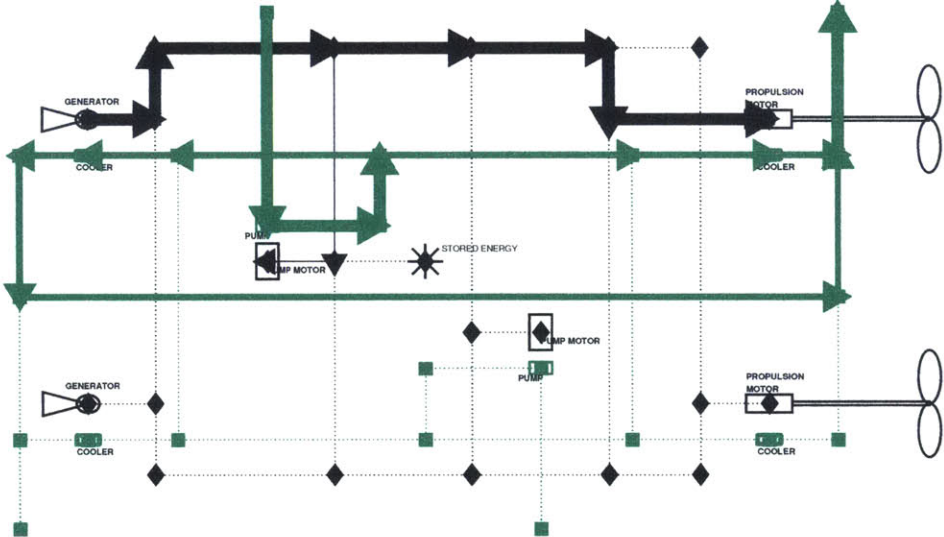 GENERATOR
PROPULSION
MOTOR
COOLER
COOLER
PUMP
STORED ENERGY
PUMP MOTOR
PUMP MOTOR
PUMP
GENERATOR
PROPULSION
MOTOR
COOLER
COOLER